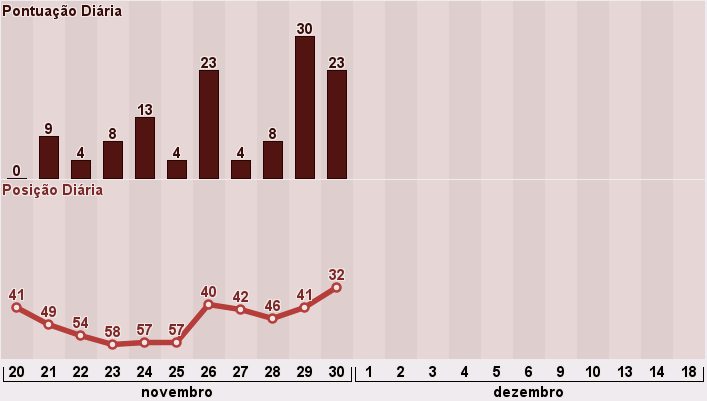 Pontuação Diária
0 9 4 8 13 4 23 4 8 30 23
Posição Diária
41 49 54 58 57 57 40 42 46 41 32
20 21 22 23 24 25 26 27 28 29 30 1 2 3 4 5 6 9 10 13 14 18
novembro dezembro